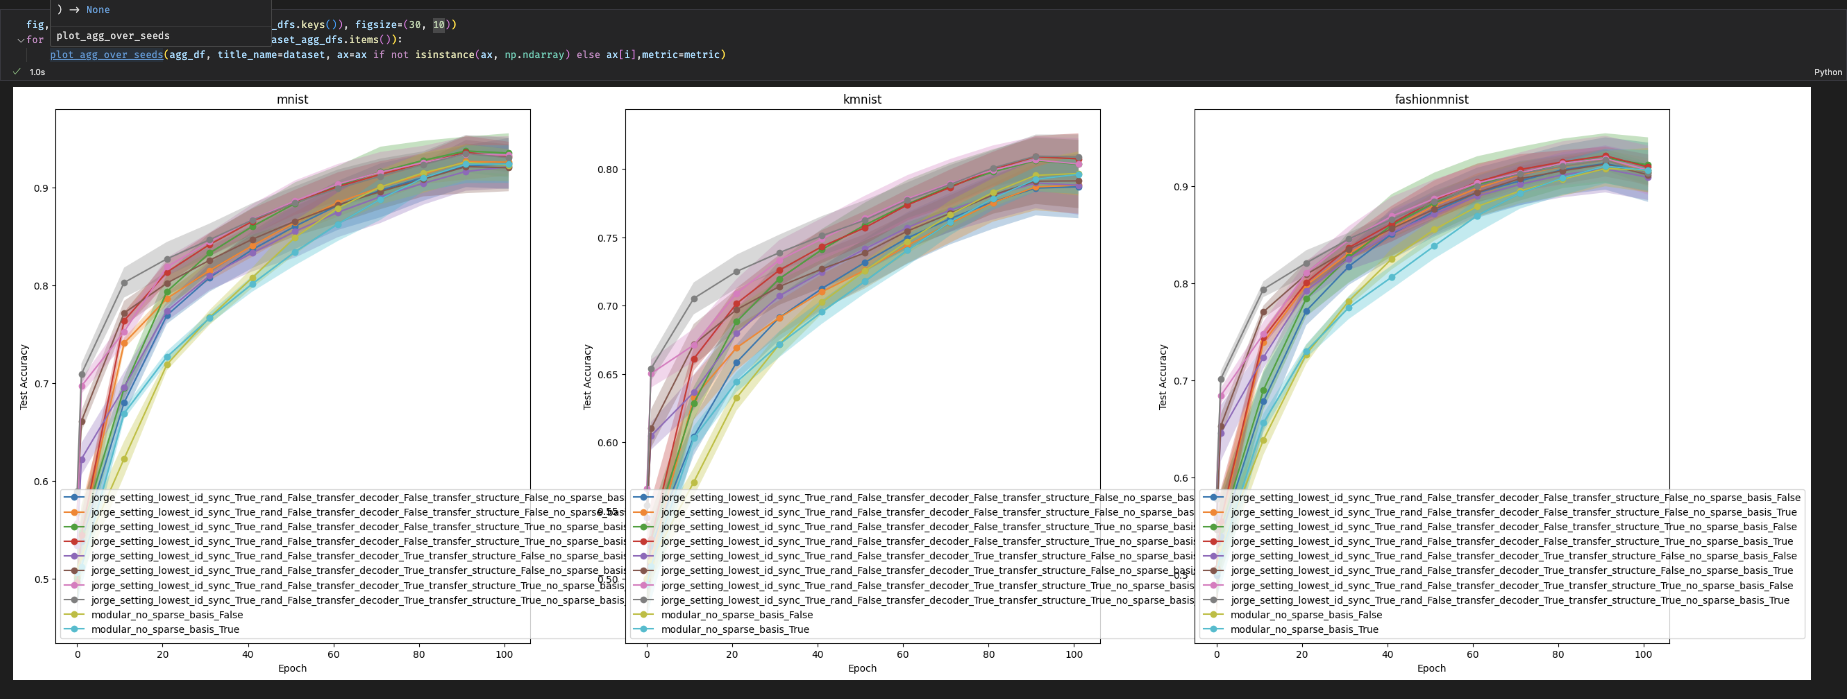 ) → None
fig,
_dfs.keys()), figsize=(30, 10))
plot_agg_over_seeds
for
aset_agg_dfs.items()):
plot_agg_over_seeds(agg_df, title_name=dataset, ax=ax if not isinstance(ax, np.ndarray) else ax[i],metric=metric)
1.0s
Python
mnist
Test Accuracy
0.9
0.8
0.7
0.6
0.5
jorge_setting_lowest_id_sync_True_rand_False_transfer_decoder_False_transfer_structure_False_no_sparse_bas
jorge_setting_lowest_id_sync_True_rand_False_transfer_decoder_False_transfer_structure_False_no_sparse_bas
jorge_setting_lowest_id_sync_True_rand_False_transfer_decoder_False_transfer_structure_True_no_sparse_basis
jorge_setting_lowest_id_sync_True_rand_False_transfer_decoder_False_transfer_structure_True_no_sparse_basis
jorge_setting_lowest_id_sync_True_rand_False_transfer_decoder_True_transfer_structure_False_no_sparse_basis
jorge_setting_lowest_id_sync_True_rand_False_transfer_decoder_True_transfer_structure_False_no_sparse_basis
jorge_setting_lowest_id_sync_True_rand_False_transfer_decoder_True_transfer_structure_True_no_sparse_basis
jorge_setting_lowest_id_sync_True_rand_False_transfer_decoder_True_transfer_structure_True_no_sparse_basis
modular_no_sparse_basis_False
modular_no_sparse_basis_True
0 20 40 60 80 100
Epoch
kmnist
Test Accuracy
0.80
0.75
0.70
0.65
0.60
0.55
0.50
jorge_setting_lowest_id_sync_True_rand_False_transfer_decoder_False_transfer_structure_False_no_sparse_bas
jorge_setting_lowest_id_sync_True_rand_False_transfer_decoder_False_transfer_structure_False_no_sparse_bas
jorge_setting_lowest_id_sync_True_rand_False_transfer_decoder_False_transfer_structure_True_no_sparse_basis
jorge_setting_lowest_id_sync_True_rand_False_transfer_decoder_False_transfer_structure_True_no_sparse_basis
jorge_setting_lowest_id_sync_True_rand_False_transfer_decoder_True_transfer_structure_False_no_sparse_basis
jorge_setting_lowest_id_sync_True_rand_False_transfer_decoder_True_transfer_structure_False_no_sparse_basis
jorge_setting_lowest_id_sync_True_rand_False_transfer_decoder_True_transfer_structure_True_no_sparse_basis
jorge_setting_lowest_id_sync_True_rand_False_transfer_decoder_True_transfer_structure_True_no_sparse_basis
modular_no_sparse_basis_False
modular_no_sparse_basis_True
0 20 40 60 80 100
Epoch
fashionmnist
Test Accuracy
0.9
0.8
0.7
0.6
0.5
jorge_setting_lowest_id_sync_True_rand_False_transfer_decoder_False_transfer_structure_False_no_sparse_basis_False
jorge_setting_lowest_id_sync_True_rand_False_transfer_decoder_False_transfer_structure_False_no_sparse_basis_True
jorge_setting_lowest_id_sync_True_rand_False_transfer_decoder_False_transfer_structure_True_no_sparse_basis_False
jorge_setting_lowest_id_sync_True_rand_False_transfer_decoder_False_transfer_structure_True_no_sparse_basis_True
jorge_setting_lowest_id_sync_True_rand_False_transfer_decoder_True_transfer_structure_False_no_sparse_basis_False
jorge_setting_lowest_id_sync_True_rand_False_transfer_decoder_True_transfer_structure_False_no_sparse_basis_True
jorge_setting_lowest_id_sync_True_rand_False_transfer_decoder_True_transfer_structure_True_no_sparse_basis_False
jorge_setting_lowest_id_sync_True_rand_False_transfer_decoder_True_transfer_structure_True_no_sparse_basis_True
modular_no_sparse_basis_False
modular_no_sparse_basis_True
0 20 40 60 80 100
Epoch